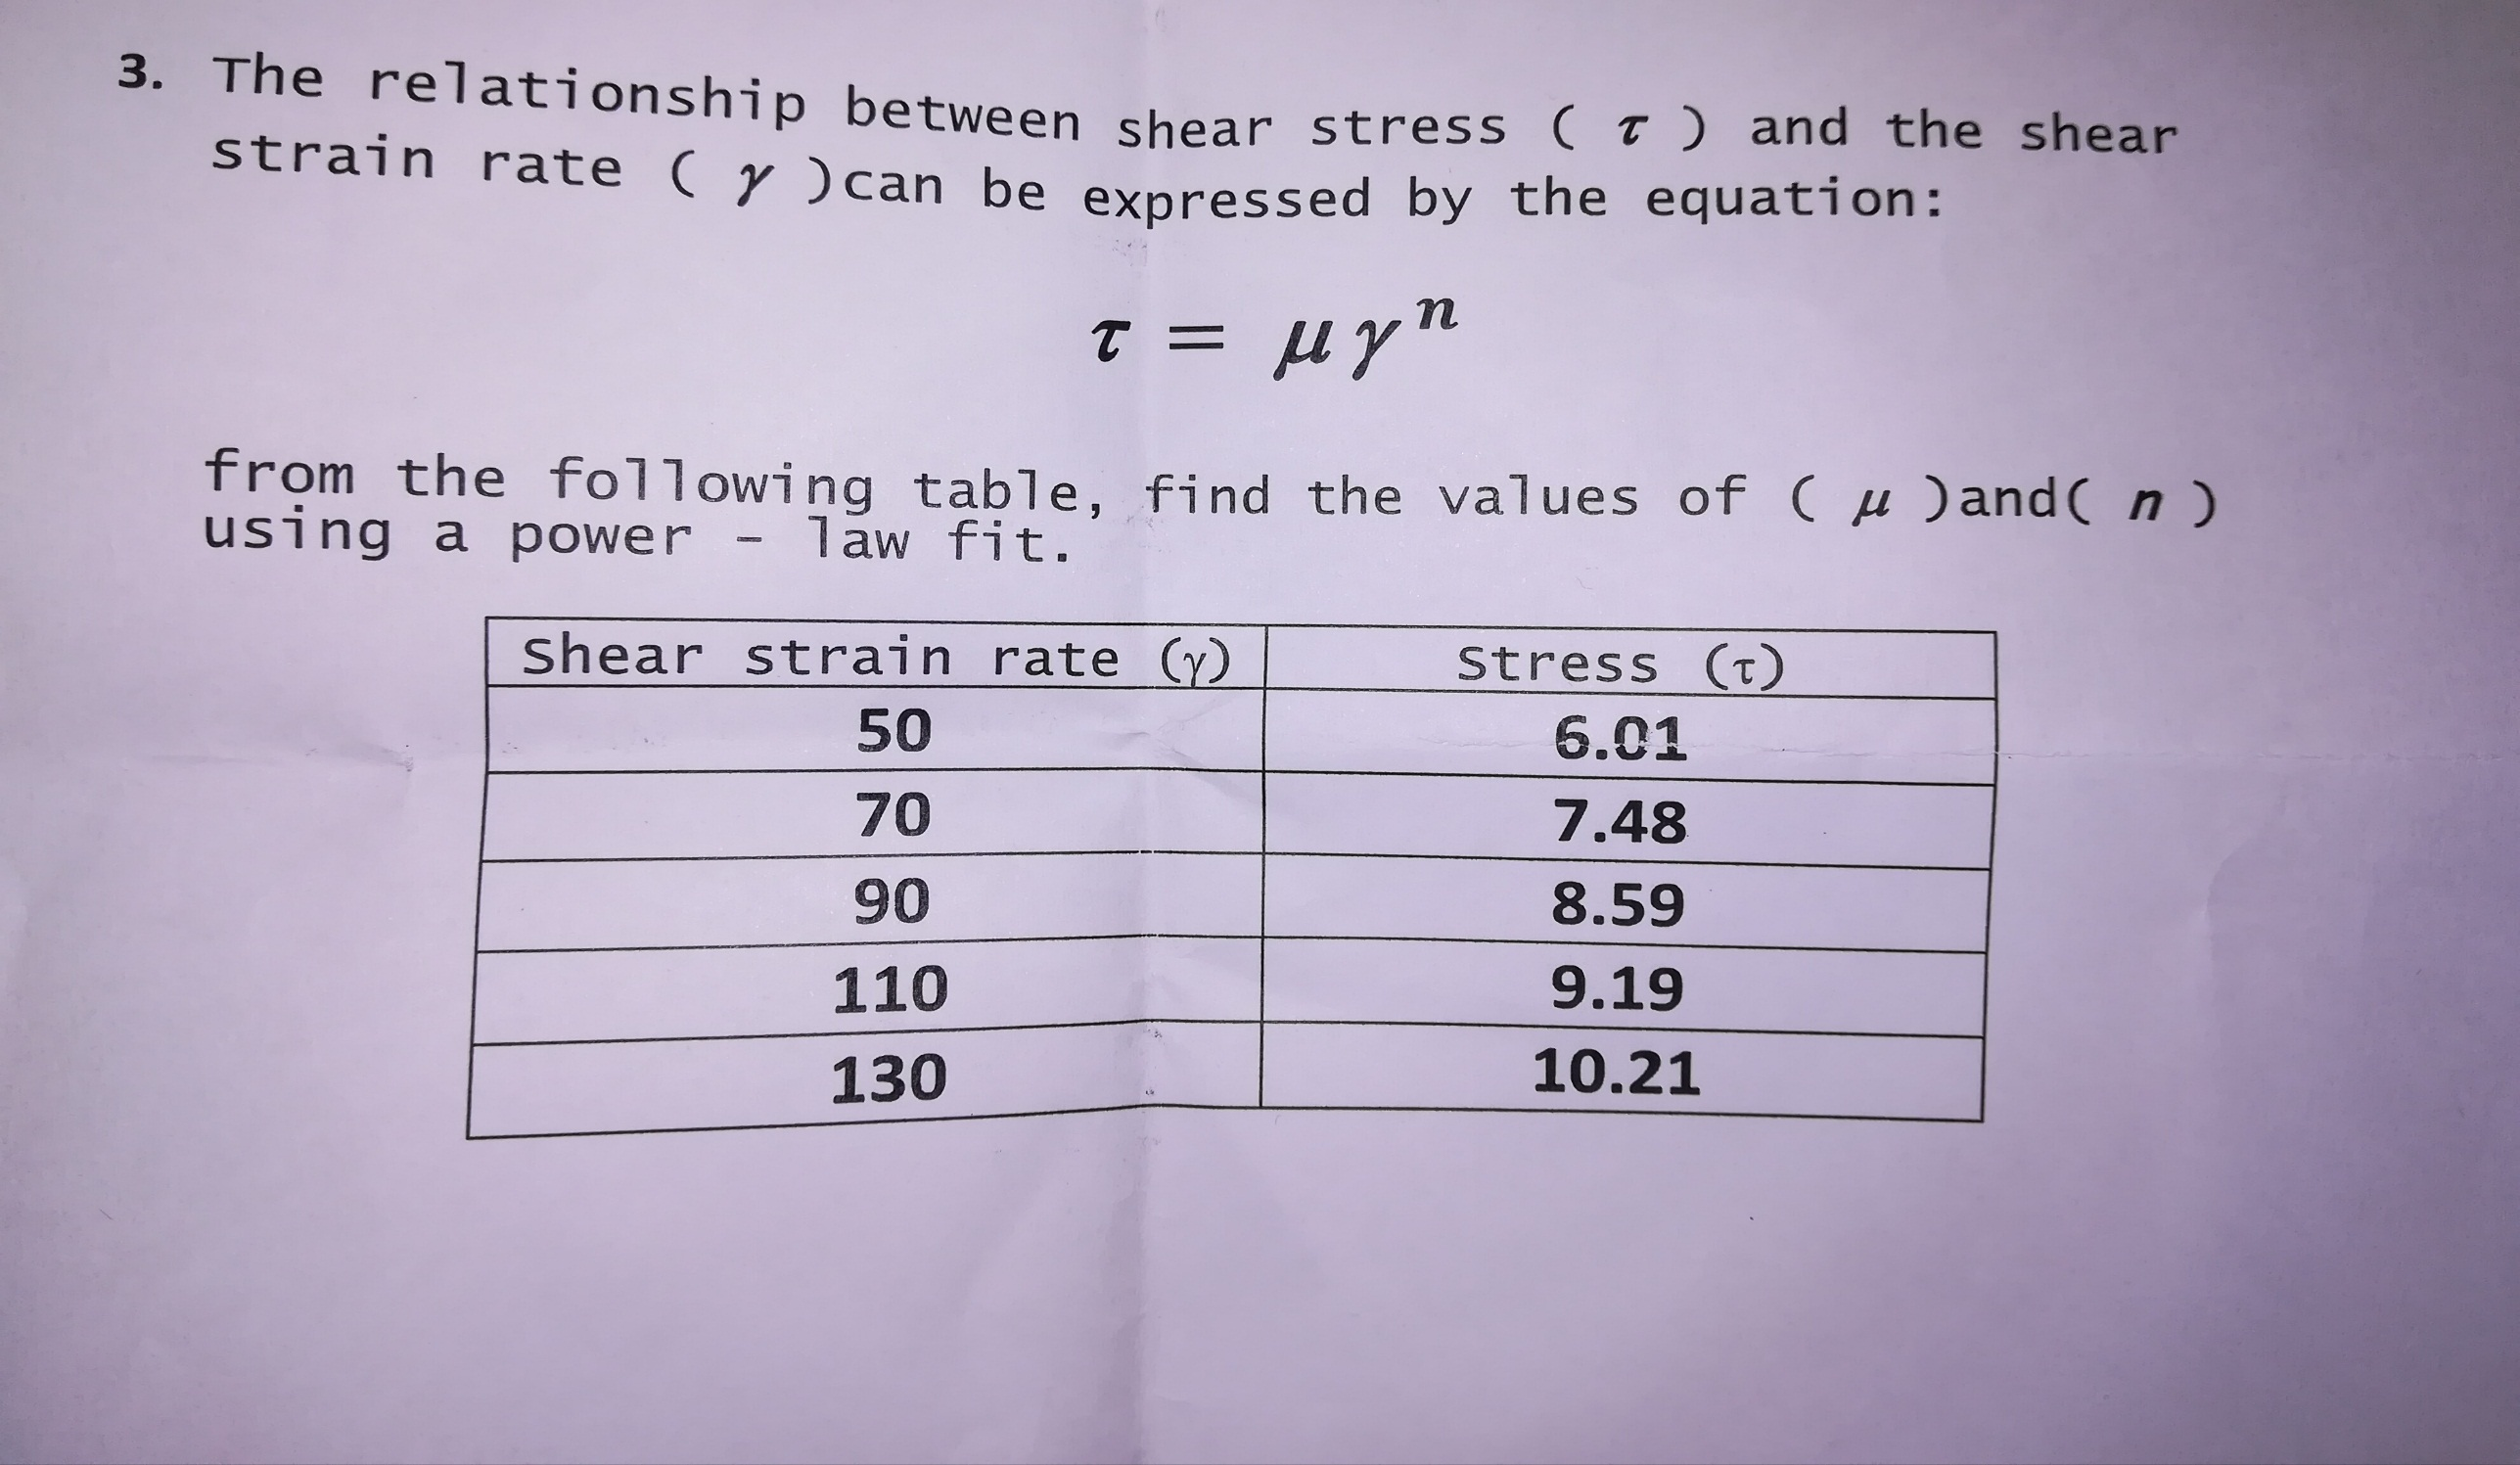 3. The relationship between shear stress ( τ ) and the shear
strain rate ( γ )can be expressed by the equation:
τ = μγⁿ
from the following table, find the values of ( μ )and( n )
using a power – law fit.
Shear strain rate (γ) Stress (τ)
50 6.01
70 7.48
90 8.59
110 9.19
130 10.21